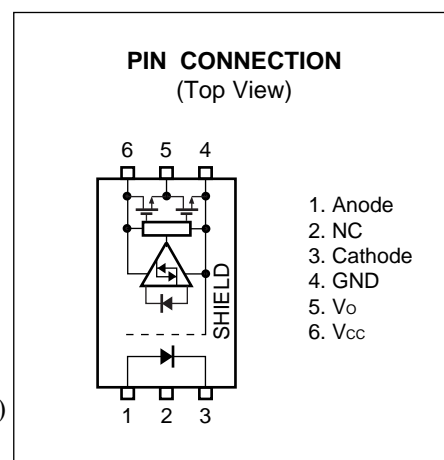 PIN CONNECTION
(Top View)
6 5 4
SHIELD
1 2 3
1. Anode
2. NC
3. Cathode
4. GND
5. Vo
6. Vcc
)